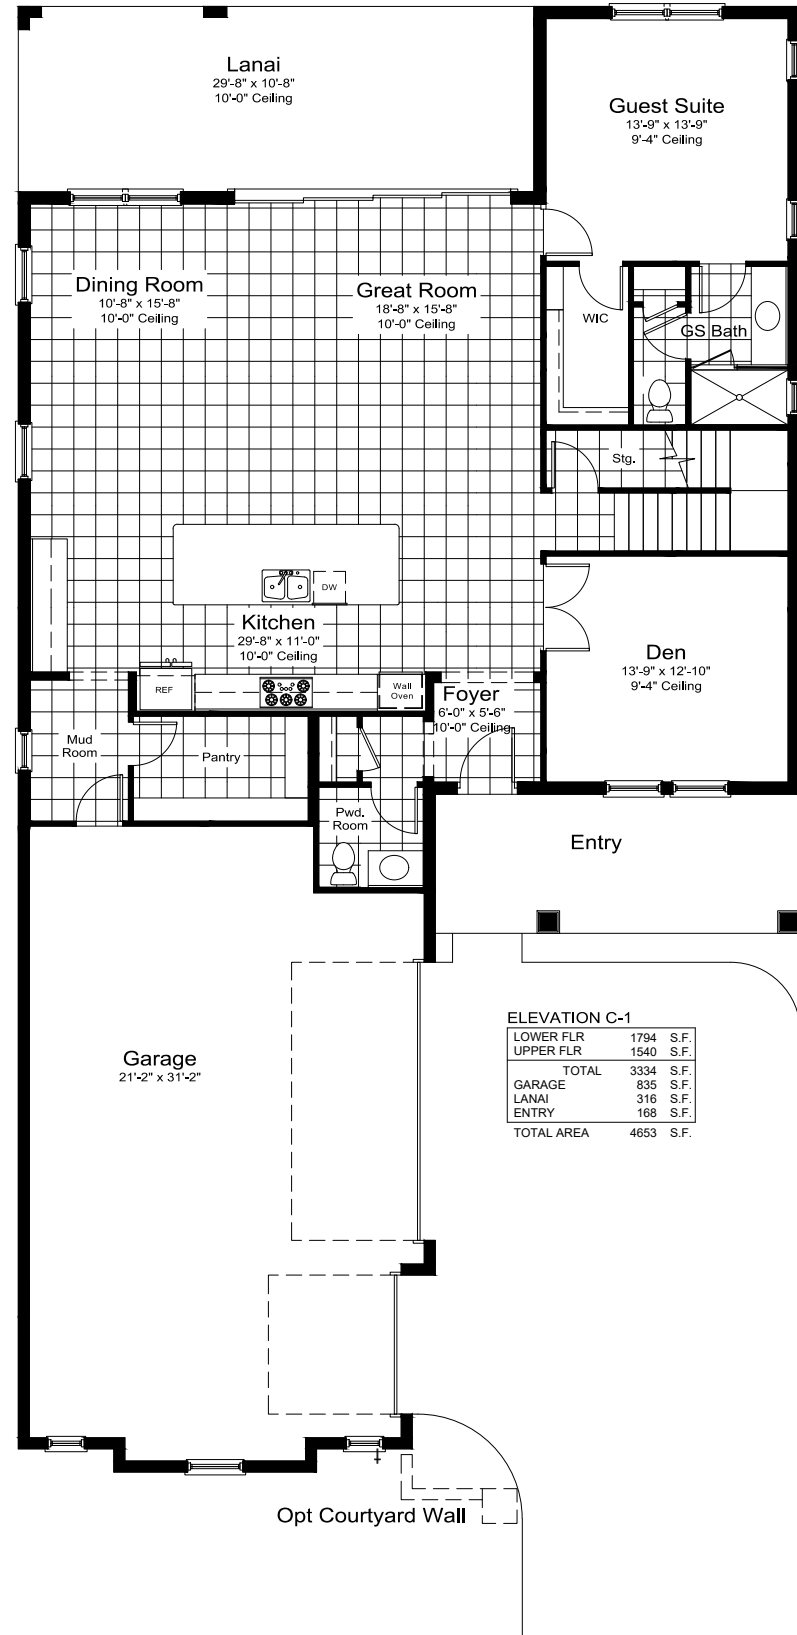 Lanai
29'-8" x 10'-8"
10'-0" Ceiling
Guest Suite
13'-9" x 13'-9"
9'-4" Ceiling
Dining Room
10'-8" x 15'-8"
10'-0" Ceiling
Great Room
18'-8" x 15'-8"
10'-0" Ceiling
WIC
GS Bath
Stg.
DW
Kitchen
29'-8" x 11'-0"
10'-0" Ceiling
Den
13'-9" x 12'-10"
9'-4" Ceiling
REF
Wall
Oven
Foyer
6'-0" x 5'-6"
10'-0" Ceiling
Mud
Room
Pantry
Pwd.
Room
Entry
Garage
21'-2" x 31'-2"
ELEVATION C-1
LOWER FLR 1794 S.F.
UPPER FLR 1540 S.F.
TOTAL 3334 S.F.
GARAGE 835 S.F.
LANAI 316 S.F.
ENTRY 168 S.F.
TOTAL AREA 4653 S.F.
Opt Courtyard Wall